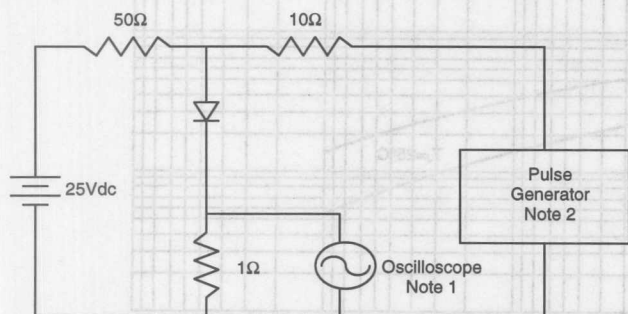 50Ω
10Ω
25Vdc
Pulse
Generator
Note 2
1Ω
Oscilloscope
Note 1